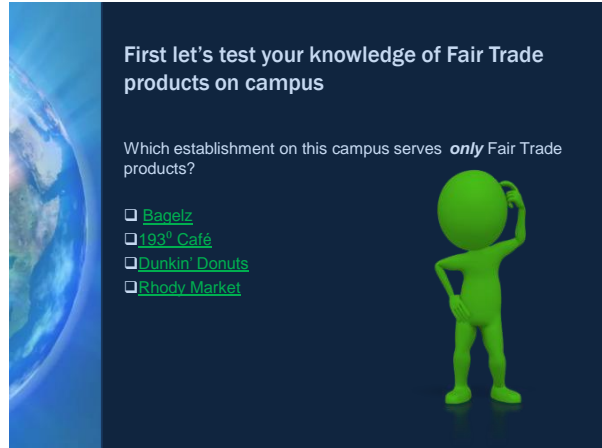 First let's test your knowledge of Fair Trade
products on campus
Which establishment on this campus serves only Fair Trade
products?
❑ Bagelz
❑193⁰ Café
❑Dunkin' Donuts
❑Rhody Market